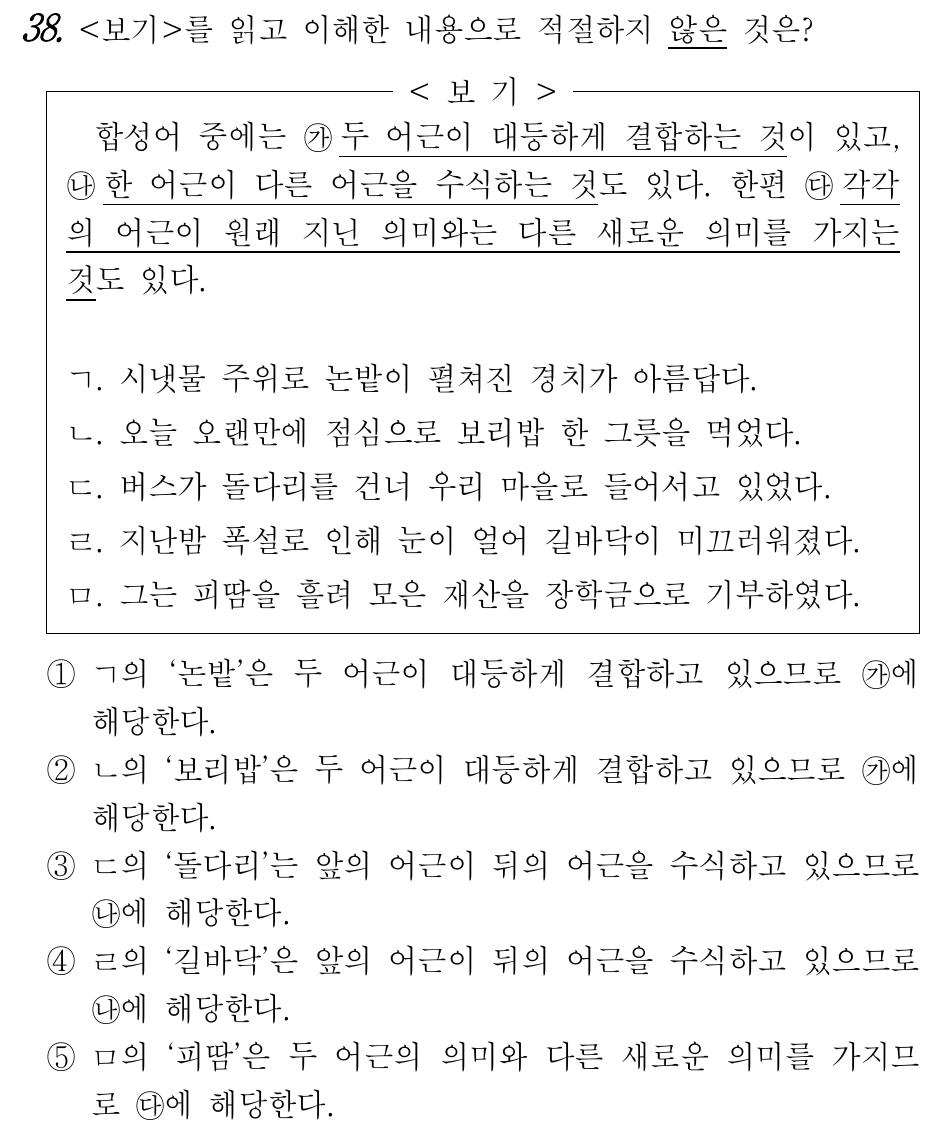 38. <보기>를 읽고 이해한 내용으로 적절하지 않은 것은?
< 보 기 >
합성어 중에는 ㉮두 어근이 대등하게 결합하는 것이 있고,
㉯한 어근이 다른 어근을 수식하는 것도 있다. 한편 ㉰각각
의 어근이 원래 지닌 의미와는 다른 새로운 의미를 가지는
것도 있다.
ㄱ. 시냇물 주위로 논밭이 펼쳐진 경치가 아름답다.
ㄴ. 오늘 오랜만에 점심으로 보리밥 한 그릇을 먹었다.
ㄷ. 버스가 돌다리를 건너 우리 마을로 들어서고 있었다.
ㄹ. 지난밤 폭설로 인해 눈이 얼어 길바닥이 미끄러워졌다.
ㅁ. 그는 피땀을 흘려 모은 재산을 장학금으로 기부하였다.
① ㄱ의 ‘논밭’은 두 어근이 대등하게 결합하고 있으므로 ㉮에
해당한다.
② ㄴ의 ‘보리밥’은 두 어근이 대등하게 결합하고 있으므로 ㉮에
해당한다.
③ ㄷ의 ‘돌다리’는 앞의 어근이 뒤의 어근을 수식하고 있으므로
㉯에 해당한다.
④ ㄹ의 ‘길바닥’은 앞의 어근이 뒤의 어근을 수식하고 있으므로
㉯에 해당한다.
⑤ ㅁ의 ‘피땀’은 두 어근의 의미와 다른 새로운 의미를 가지므
로 ㉰에 해당한다.